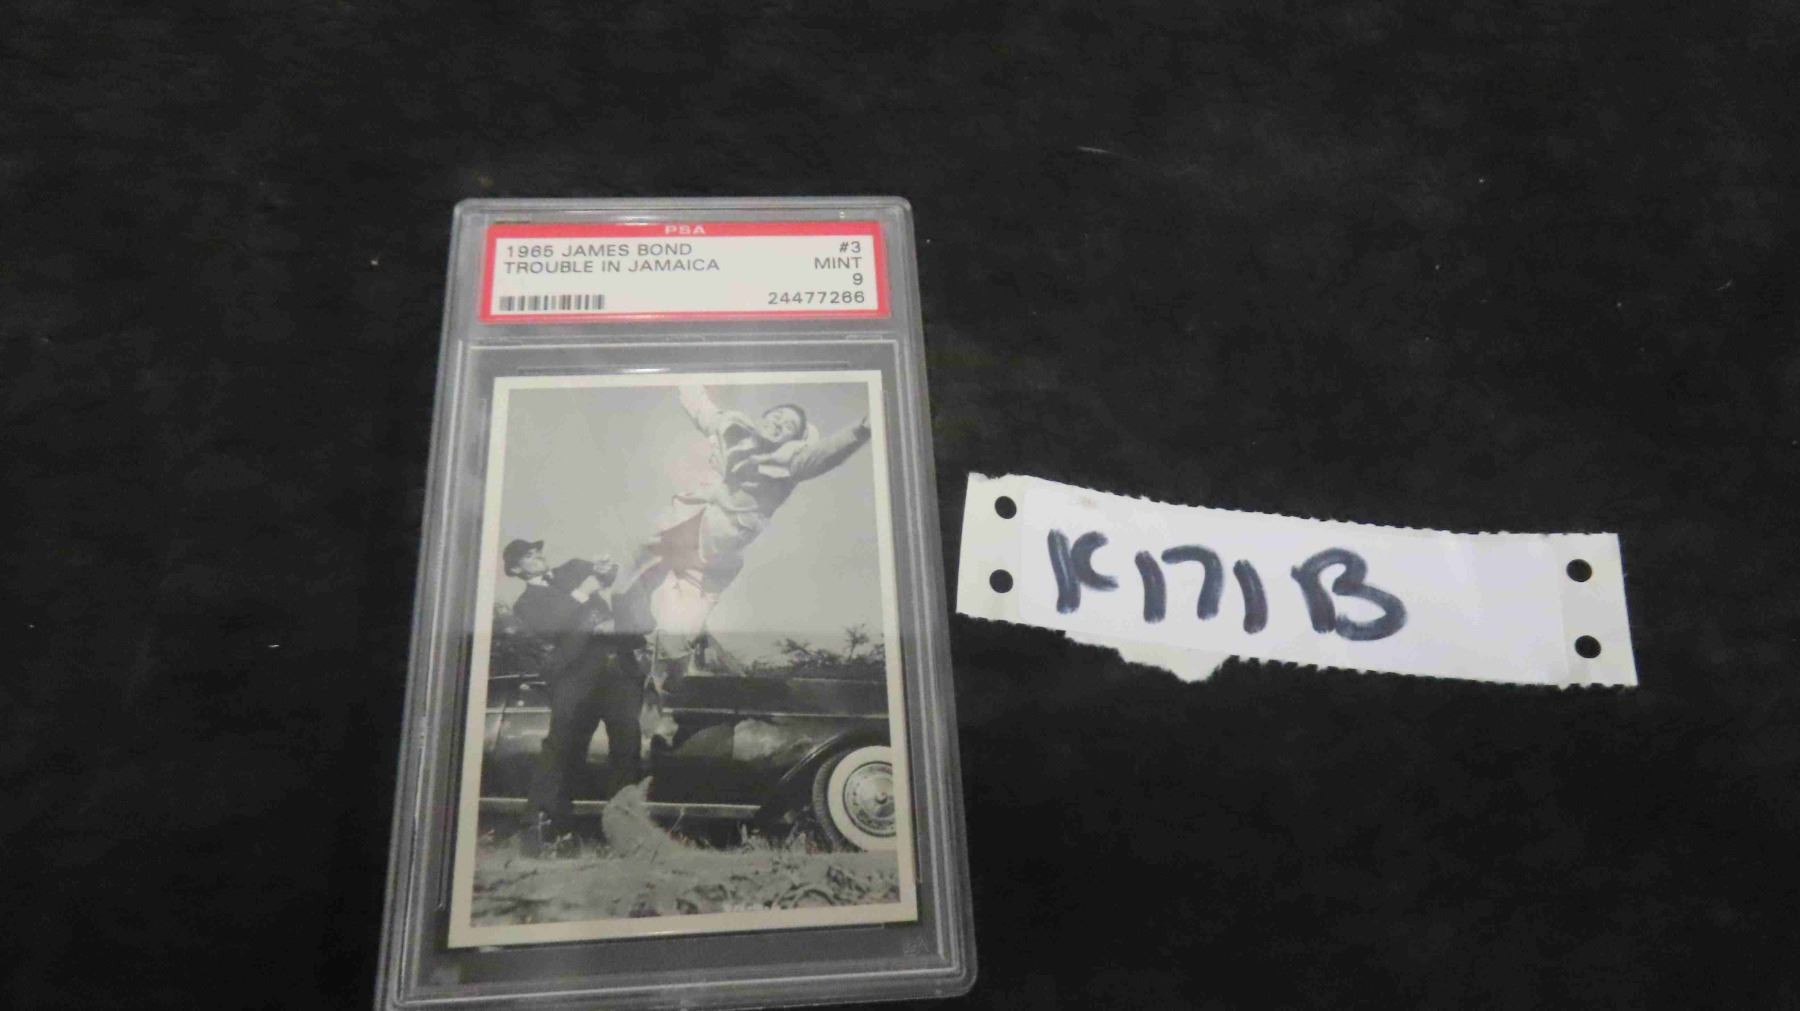 PSA
1965 JAMES BOND #3
TROUBLE IN JAMAICA MINT
9
24477266
K171B